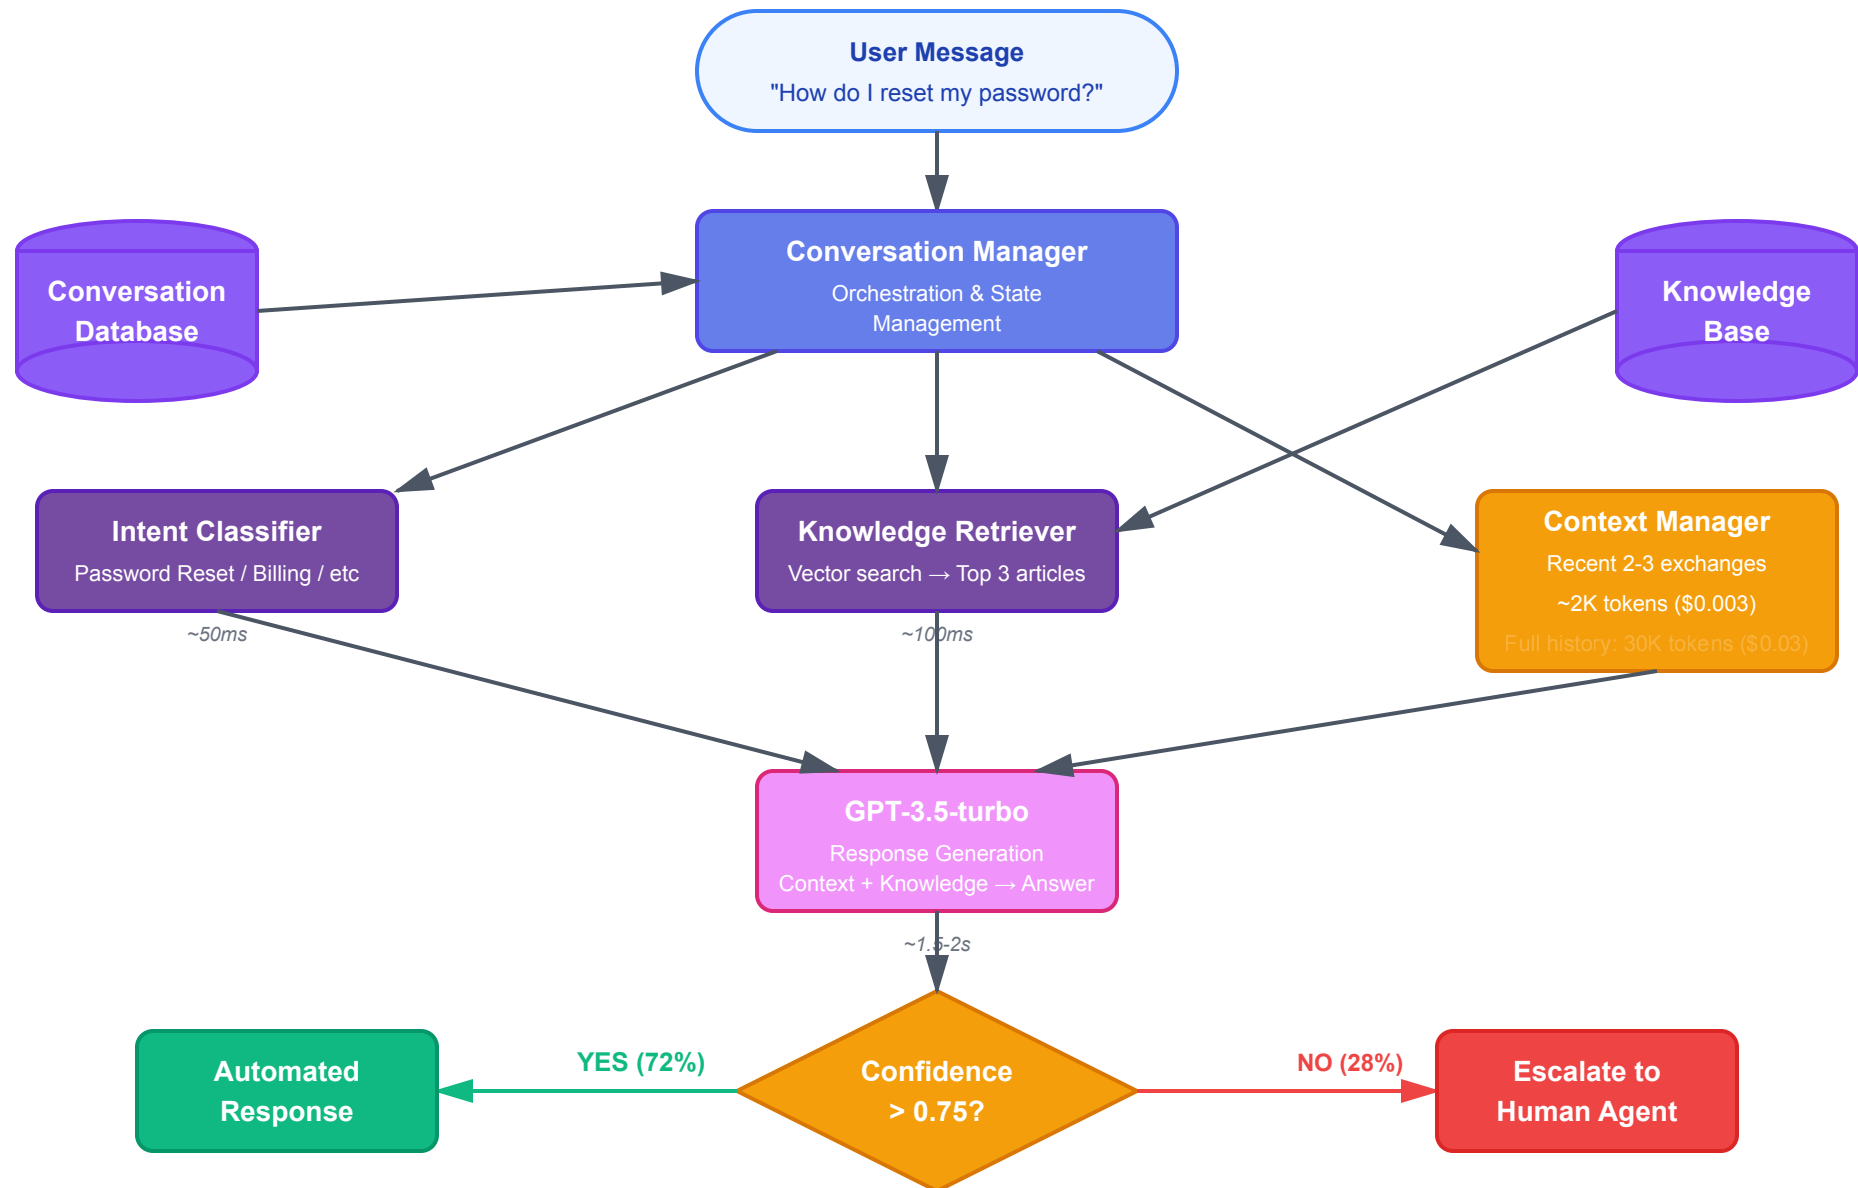 User Message
"How do I reset my password?"
Conversation Manager
Orchestration & State
Management
Conversation
Database
Knowledge
Base
Intent Classifier
Password Reset / Billing / etc
~50ms
Knowledge Retriever
Vector search → Top 3 articles
~100ms
Context Manager
Recent 2-3 exchanges
~2K tokens ($0.003)
Full history: 30K tokens ($0.03)
GPT-3.5-turbo
Response Generation
Context + Knowledge → Answer
~1.5-2s
Confidence
> 0.75?
YES (72%)
Automated
Response
NO (28%)
Escalate to
Human Agent